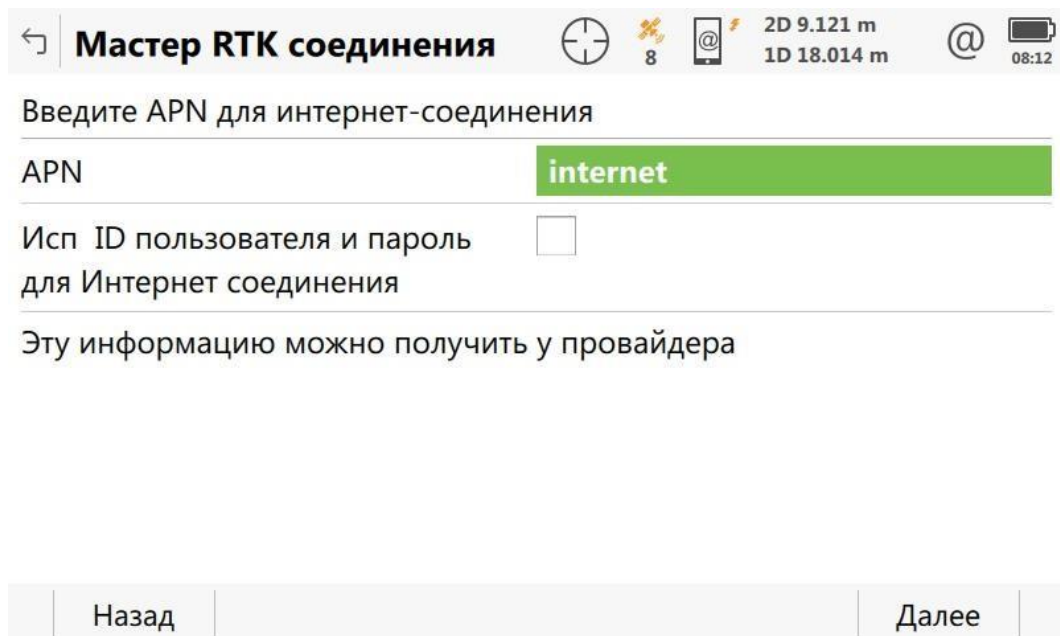 Мастер RTK соединения
8
@
2D 9.121 m
1D 18.014 m
@
08:12
Введите APN для интернет-соединения
APN
internet
Исп ID пользователя и пароль
для Интернет соединения
Эту информацию можно получить у провайдера
Назад
Далее